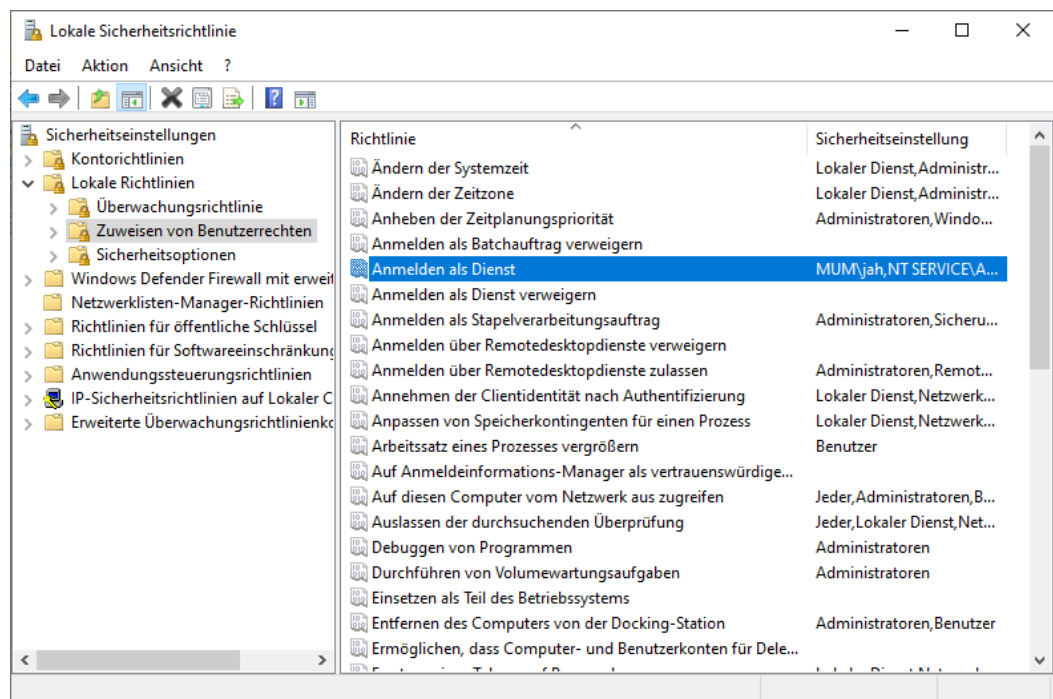 Lokale Sicherheitsrichtlinie
Datei Aktion Ansicht ?
Sicherheitseinstellungen
Kontorichtlinien
Lokale Richtlinien
Überwachungsrichtlinie
Zuweisen von Benutzerrechten
Sicherheitsoptionen
Windows Defender Firewall mit erweit
Netzwerklisten-Manager-Richtlinien
Richtlinien für öffentliche Schlüssel
Richtlinien für Softwareeinschränkung
Anwendungssteuerungsrichtlinien
IP-Sicherheitsrichtlinien auf Lokaler C
Erweiterte Überwachungsrichtlinienko
Richtlinie Sicherheitseinstellung
Ändern der Systemzeit Lokaler Dienst,Administr...
Ändern der Zeitzone Lokaler Dienst,Administr...
Anheben der Zeitplanungspriorität Administratoren,Windo...
Anmelden als Batchauftrag verweigern
Anmelden als Dienst MUM\jah,NT SERVICE\A...
Anmelden als Dienst verweigern
Anmelden als Stapelverarbeitungsauftrag Administratoren,Sicheru...
Anmelden über Remotedesktopdienste verweigern
Anmelden über Remotedesktopdienste zulassen Administratoren,Remot...
Annehmen der Clientidentität nach Authentifizierung Lokaler Dienst,Netzwerk...
Anpassen von Speicherkontingenten für einen Prozess Lokaler Dienst,Netzwerk...
Arbeitssatz eines Prozesses vergrößern Benutzer
Auf Anmeldeinformations-Manager als vertrauenswürdige...
Auf diesen Computer vom Netzwerk aus zugreifen Jeder,Administratoren,B...
Auslassen der durchsuchenden Überprüfung Jeder,Lokaler Dienst,Net...
Debuggen von Programmen Administratoren
Durchführen von Volumewartungsaufgaben Administratoren
Einsetzen als Teil des Betriebssystems
Entfernen des Computers von der Docking-Station Administratoren,Benutzer
Ermöglichen, dass Computer- und Benutzerkonten für Dele...